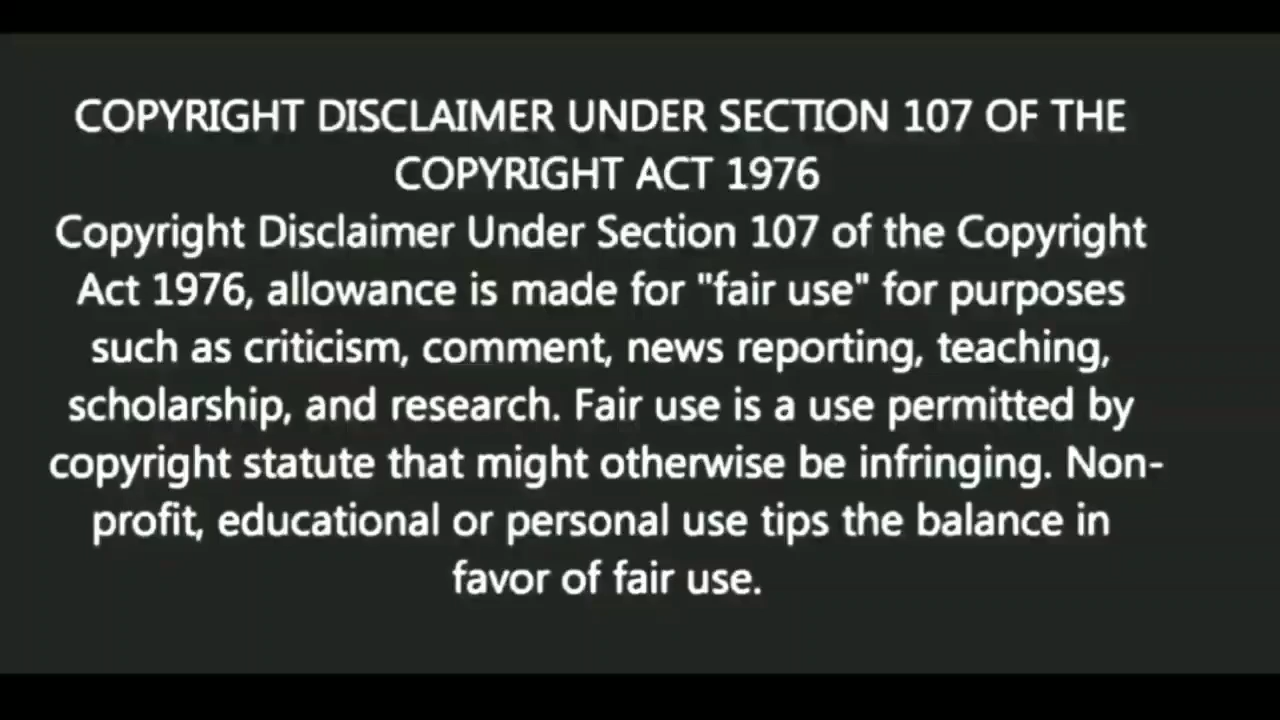 COPYRIGHT DISCLAIMER UNDER SECTION 107 OF THE
COPYRIGHT ACT 1976
Copyright Disclaimer Under Section 107 of the Copyright
Act 1976, allowance is made for "fair use" for purposes
such as criticism, comment, news reporting, teaching,
scholarship, and research. Fair use is a use permitted by
copyright statute that might otherwise be infringing. Non-
profit, educational or personal use tips the balance in
favor of fair use.